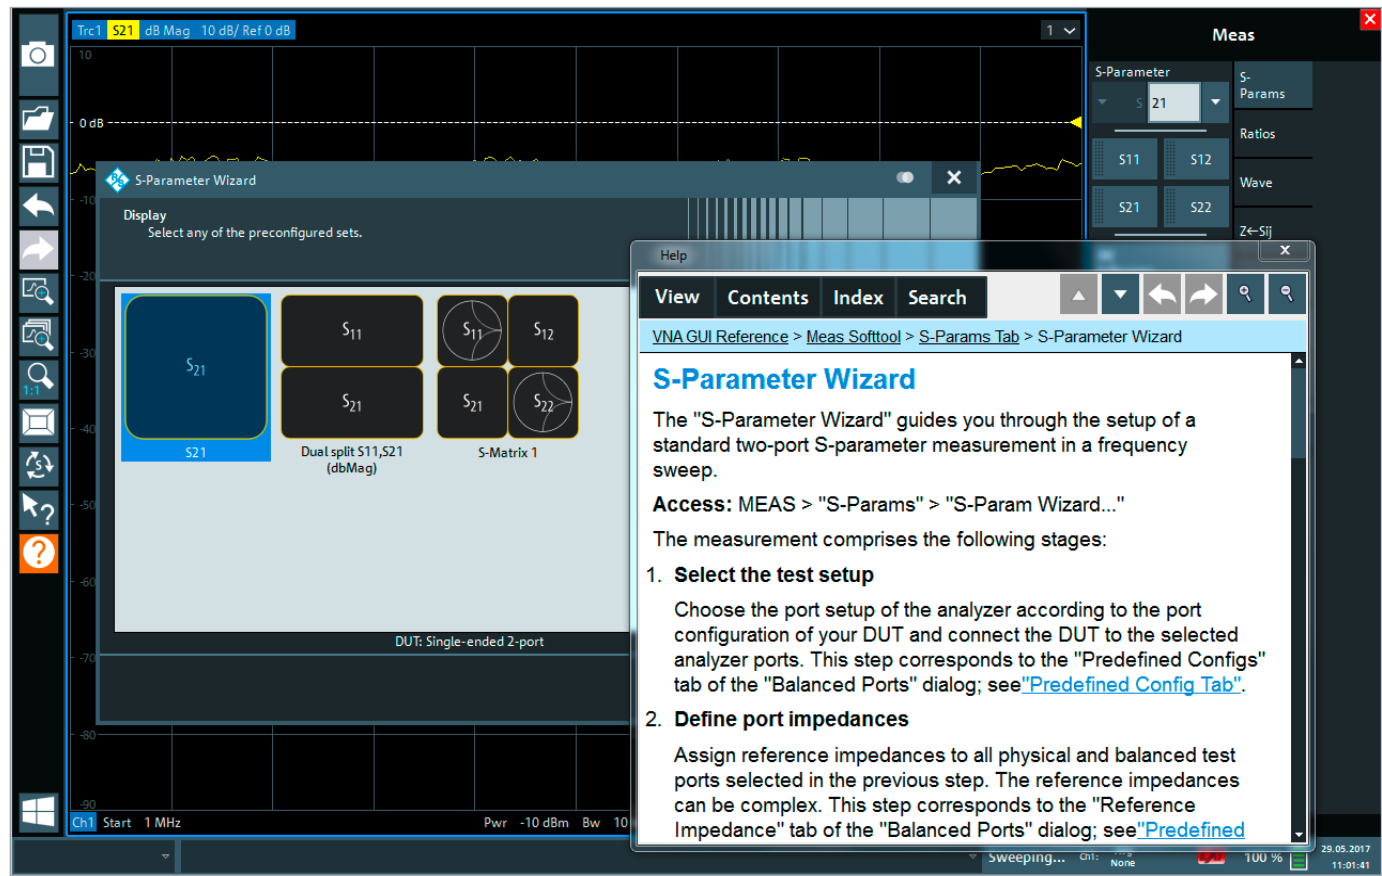 Trc1 S21 dB Mag 10 dB/ Ref 0 dB
1
Meas
10
0 dB
-10
-20
-30
-40
-50
-60
-70
-80
-90
1:1
S-Parameter
S 21
S11 S12
S21 S22
S-
Params
Ratios
Wave
Z←Sij
S-Parameter Wizard
Display
Select any of the preconfigured sets.
S21
S21
S11
S21
Dual split S11,S21
(dbMag)
S11 S12
S21 S22
S-Matrix 1
DUT: Single-ended 2-port
Help
View Contents Index Search
VNA GUI Reference > Meas Softtool > S-Params Tab > S-Parameter Wizard
S-Parameter Wizard
The "S-Parameter Wizard" guides you through the setup of a
standard two-port S-parameter measurement in a frequency
sweep.
Access: MEAS > "S-Params" > "S-Param Wizard..."
The measurement comprises the following stages:
1. Select the test setup
Choose the port setup of the analyzer according to the port
configuration of your DUT and connect the DUT to the selected
analyzer ports. This step corresponds to the "Predefined Configs"
tab of the "Balanced Ports" dialog; see"Predefined Config Tab".
2. Define port impedances
Assign reference impedances to all physical and balanced test
ports selected in the previous step. The reference impedances
can be complex. This step corresponds to the "Reference
Impedance" tab of the "Balanced Ports" dialog; see"Predefined
Ch1 Start 1 MHz Pwr -10 dBm Bw 10
Sweeping... Ch1: None
100 %
29.05.2017
11:01:41